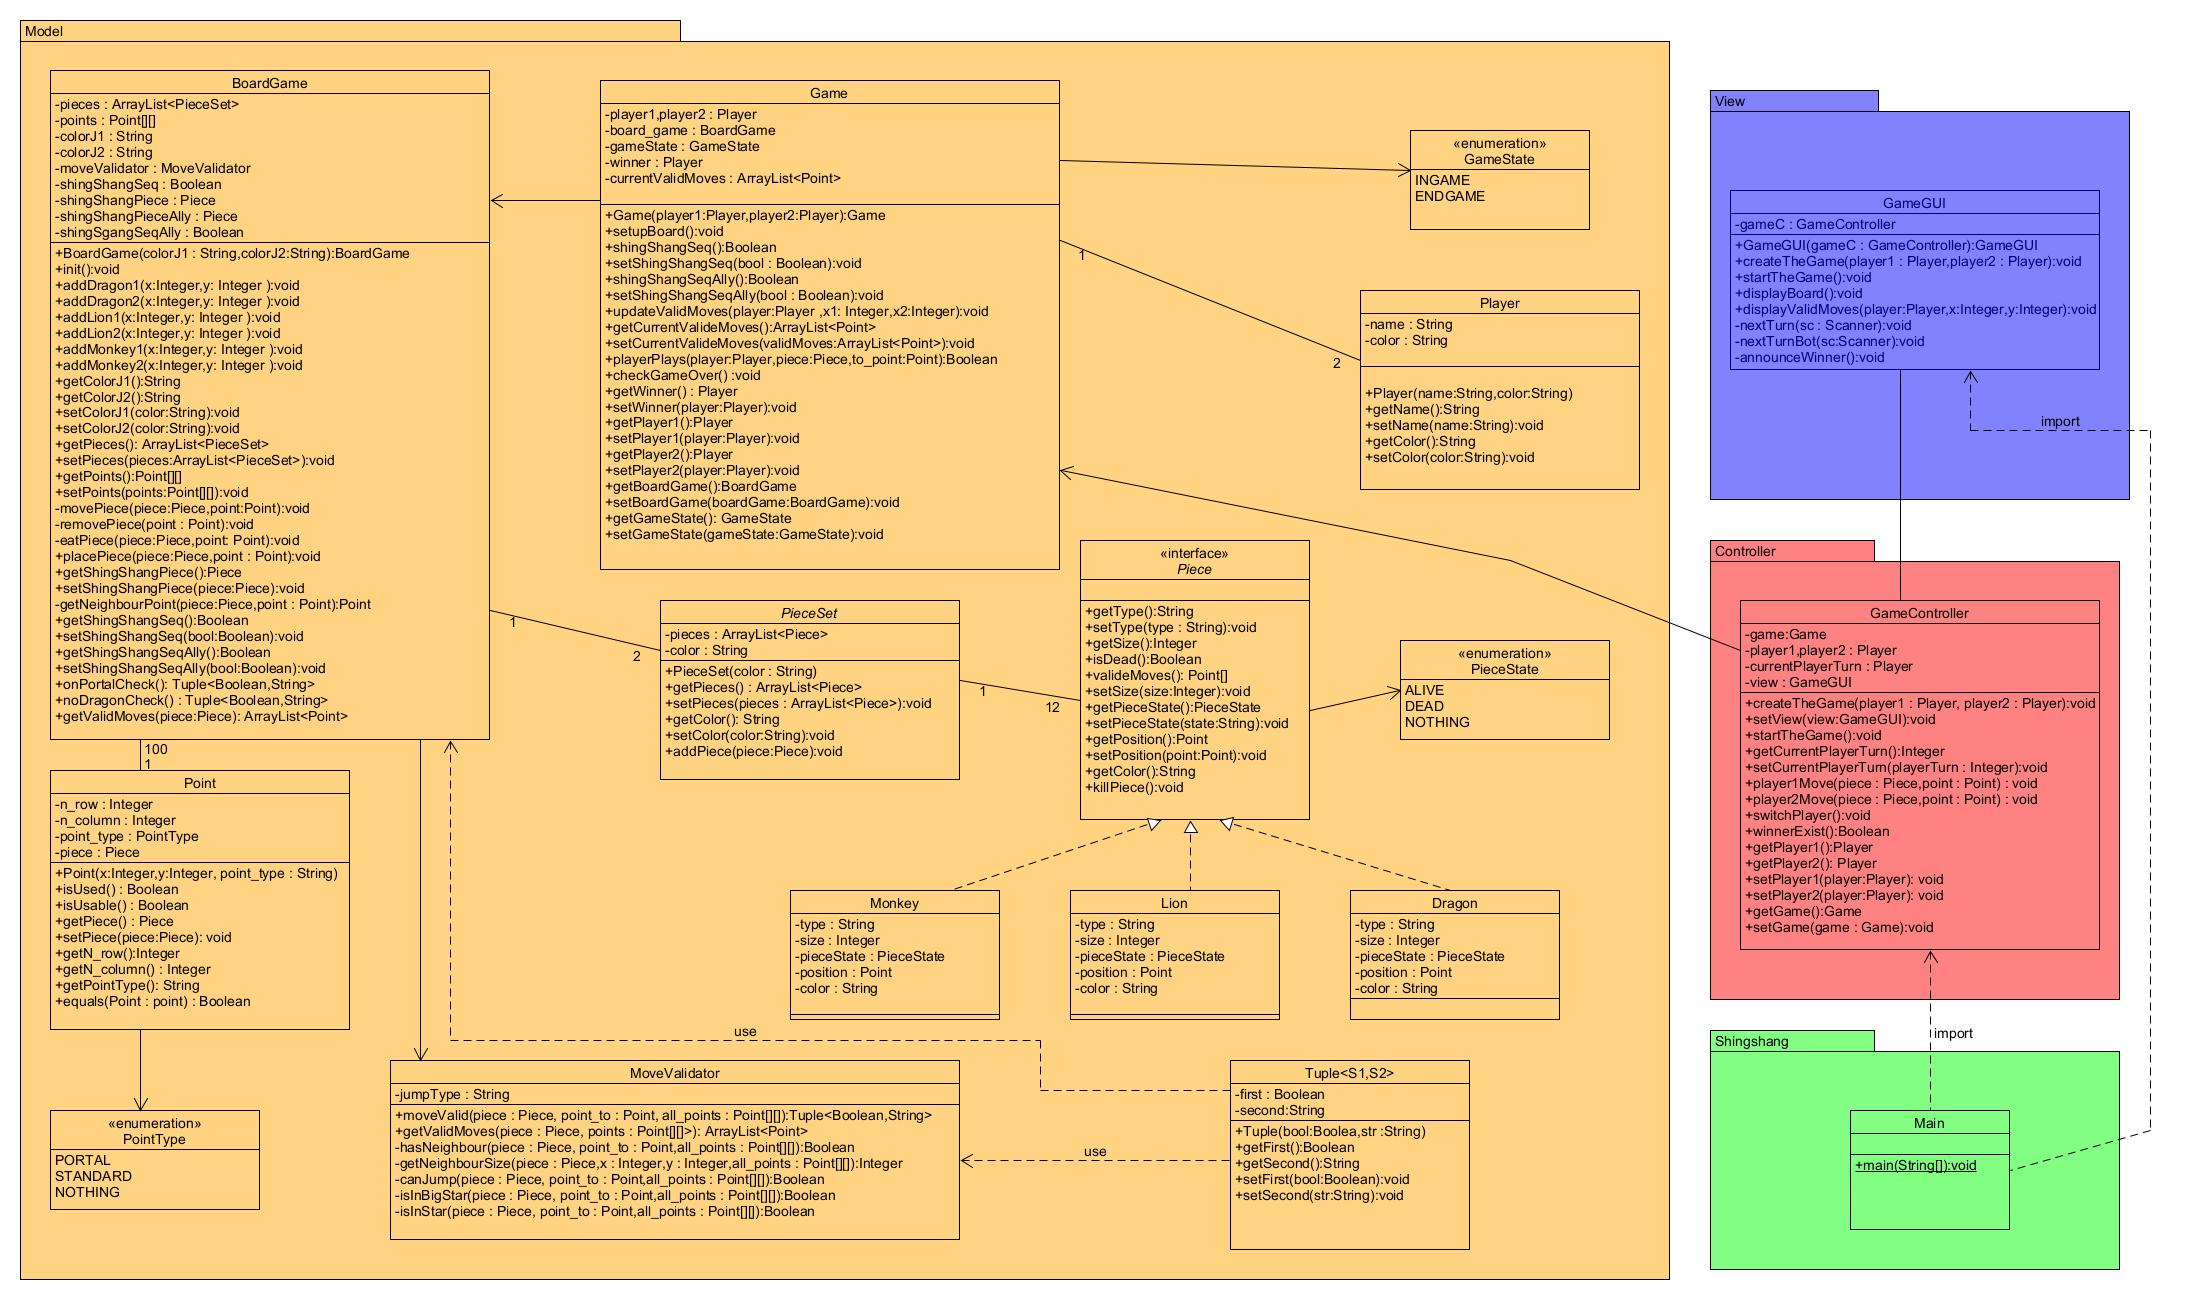 Model
BoardGame
-pieces : ArrayList<PieceSet>
-points : Point[][]
-colorJ1 : String
-colorJ2 : String
-moveValidator : MoveValidator
-shingShangSeq : Boolean
-shingShangPiece : Piece
-shingShangPieceAlly : Piece
-shingSgangSeqAlly : Boolean
+BoardGame(colorJ1 : String,colorJ2:String):BoardGame
+init():void
+addDragon1(x:Integer,y: Integer ):void
+addDragon2(x:Integer,y: Integer ):void
+addLion1(x:Integer,y: Integer ):void
+addLion2(x:Integer,y: Integer ):void
+addMonkey1(x:Integer,y: Integer ):void
+addMonkey2(x:Integer,y: Integer ):void
+getColorJ1():String
+getColorJ2():String
+setColorJ1(color:String):void
+setColorJ2(color:String):void
+getPieces(): ArrayList<PieceSet>
+setPieces(pieces:ArrayList<PieceSet>):void
+getPoints():Point[][]
+setPoints(points:Point[][]):void
-movePiece(piece:Piece,point:Point):void
-removePiece(point : Point):void
-eatPiece(piece:Piece,point: Point):void
+placePiece(piece:Piece,point : Point):void
+getShingShangPiece():Piece
+setShingShangPiece(piece:Piece):void
-getNeighbourPoint(piece:Piece,point : Point):Point
+getShingShangSeq():Boolean
+setShingShangSeq(bool:Boolean):void
+getShingShangSeqAlly():Boolean
+setShingShangSeqAlly(bool:Boolean):void
+onPortalCheck(): Tuple<Boolean,String>
+noDragonCheck() : Tuple<Boolean,String>
+getValidMoves(piece:Piece): ArrayList<Point>
Game
-player1,player2 : Player
-board_game : BoardGame
-gameState : GameState
-winner : Player
-currentValidMoves : ArrayList<Point>
+Game(player1:Player,player2:Player):Game
+setupBoard():void
+shingShangSeq():Boolean
+setShingShangSeq(bool : Boolean):void
+shingShangSeqAlly():Boolean
+setShingShangSeqAlly(bool : Boolean):void
+updateValidMoves(player:Player ,x1: Integer,x2:Integer):void
+getCurrentValideMoves():ArrayList<Point>
+setCurrentValideMoves(validMoves:ArrayList<Point>):void
+playerPlays(player:Player,piece:Piece,to_point:Point):Boolean
+checkGameOver() :void
+getWinner() : Player
+setWinner(player:Player):void
+getPlayer1():Player
+setPlayer1(player:Player):void
+getPlayer2():Player
+setPlayer2(player:Player):void
+getBoardGame():BoardGame
+setBoardGame(boardGame:BoardGame):void
+getGameState(): GameState
+setGameState(gameState:GameState):void
«enumeration»
GameState
INGAME
ENDGAME
1
2
Player
-name : String
-color : String
+Player(name:String,color:String)
+getName():String
+setName(name:String):void
+getColor():String
+setColor(color:String):void
1
2
PieceSet
-pieces : ArrayList<Piece>
-color : String
+PieceSet(color : String)
+getPieces() : ArrayList<Piece>
+setPieces(pieces : ArrayList<Piece>):void
+getColor(): String
+setColor(color:String):void
+addPiece(piece:Piece):void
1
12
«interface»
Piece
+getType():String
+setType(type : String):void
+getSize():Integer
+isDead():Boolean
+valideMoves(): Point[]
+setSize(size:Integer):void
+getPieceState():PieceState
+setPieceState(state:String):void
+getPosition():Point
+setPosition(point:Point):void
+getColor():String
+killPiece():void
«enumeration»
PieceState
ALIVE
DEAD
NOTHING
100
1
Point
-n_row : Integer
-n_column : Integer
-point_type : PointType
-piece : Piece
+Point(x:Integer,y:Integer, point_type : String)
+isUsed() : Boolean
+isUsable() : Boolean
+getPiece() : Piece
+setPiece(piece:Piece): void
+getN_row():Integer
+getN_column() : Integer
+getPointType(): String
+equals(Point : point) : Boolean
Monkey
-type : String
-size : Integer
-pieceState : PieceState
-position : Point
-color : String
Lion
-type : String
-size : Integer
-pieceState : PieceState
-position : Point
-color : String
Dragon
-type : String
-size : Integer
-pieceState : PieceState
-position : Point
-color : String
use
«enumeration»
PointType
PORTAL
STANDARD
NOTHING
MoveValidator
-jumpType : String
+moveValid(piece : Piece, point_to : Point, all_points : Point[][]):Tuple<Boolean,String>
+getValidMoves(piece : Piece, points : Point[][]>): ArrayList<Point>
-hasNeighbour(piece : Piece, point_to : Point,all_points : Point[][]):Boolean
-getNeighbourSize(piece : Piece,x : Integer,y : Integer,all_points : Point[][]):Integer
-canJump(piece : Piece, point_to : Point,all_points : Point[][]):Boolean
-isInBigStar(piece : Piece, point_to : Point,all_points : Point[][]):Boolean
-isInStar(piece : Piece, point_to : Point,all_points : Point[][]):Boolean
use
Tuple<S1,S2>
-first : Boolean
-second:String
+Tuple(bool:Boolea,str :String)
+getFirst():Boolean
+getSecond():String
+setFirst(bool:Boolean):void
+setSecond(str:String):void
View
GameGUI
-gameC : GameController
+GameGUI(gameC : GameController):GameGUI
+createTheGame(player1 : Player,player2 : Player):void
+startTheGame():void
+displayBoard():void
+displayValidMoves(player:Player,x:Integer,y:Integer):void
-nextTurn(sc : Scanner):void
-nextTurnBot(sc:Scanner):void
-announceWinner():void
import
Controller
GameController
-game:Game
-player1,player2 : Player
-currentPlayerTurn : Player
-view : GameGUI
+createTheGame(player1 : Player, player2 : Player):void
+setView(view:GameGUI):void
+startTheGame():void
+getCurrentPlayerTurn():Integer
+setCurrentPlayerTurn(playerTurn : Integer):void
+player1Move(piece : Piece,point : Point) : void
+player2Move(piece : Piece,point : Point) : void
+switchPlayer():void
+winnerExist():Boolean
+getPlayer1():Player
+getPlayer2(): Player
+setPlayer1(player:Player): void
+setPlayer2(player:Player): void
+getGame():Game
+setGame(game : Game):void
import
Shingshang
Main
+main(String[]):void